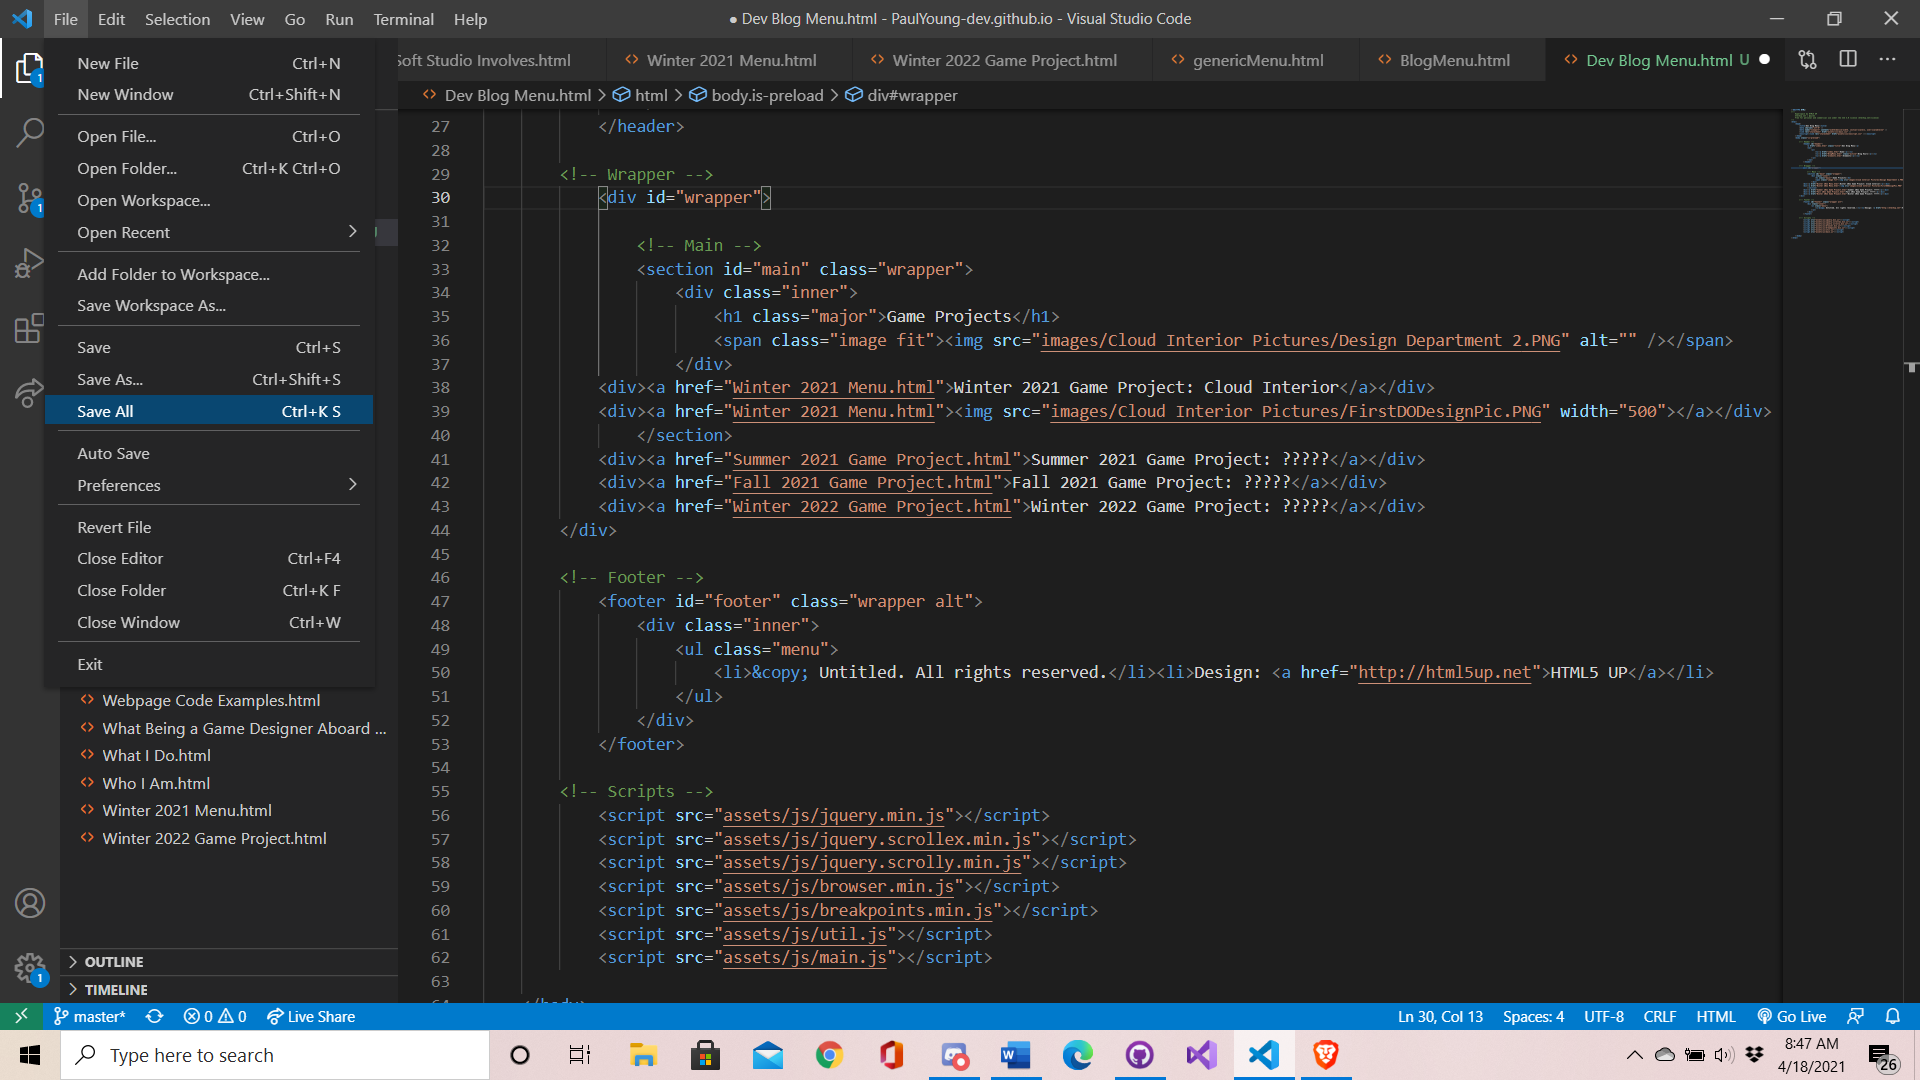 File Edit Selection View Go Run Terminal Help
● Dev Blog Menu.html - PaulYoung-dev.github.io - Visual Studio Code
New File Ctrl+N
New Window Ctrl+Shift+N
Open File... Ctrl+O
Open Folder... Ctrl+K Ctrl+O
Open Workspace...
Open Recent
Add Folder to Workspace...
Save Workspace As...
Save Ctrl+S
Save As... Ctrl+Shift+S
Save All Ctrl+K S
Auto Save
Preferences
Revert File
Close Editor Ctrl+F4
Close Folder Ctrl+K F
Close Window Ctrl+W
Exit
Webpage Code Examples.html
What Being a Game Designer Aboard ...
What I Do.html
Who I Am.html
Winter 2021 Menu.html
Winter 2022 Game Project.html
OUTLINE
TIMELINE
1
1
1
Soft Studio Involves.html
Winter 2021 Menu.html
Winter 2022 Game Project.html
genericMenu.html
BlogMenu.html
Dev Blog Menu.html U
Dev Blog Menu.html > html > body.is-preload > div#wrapper
27 </header>
28
29 <!-- Wrapper -->
30 <div id="wrapper">
31
32 <!-- Main -->
33 <section id="main" class="wrapper">
34 <div class="inner">
35 <h1 class="major">Game Projects</h1>
36 <span class="image fit"><img src="images/Cloud Interior Pictures/Design Department 2.PNG" alt="" /></span>
37 </div>
38 <div><a href="Winter 2021 Menu.html">Winter 2021 Game Project: Cloud Interior</a></div>
39 <div><a href="Winter 2021 Menu.html"><img src="images/Cloud Interior Pictures/FirstDODesignPic.PNG" width="500"></a></div>
40 </section>
41 <div><a href="Summer 2021 Game Project.html">Summer 2021 Game Project: ?????</a></div>
42 <div><a href="Fall 2021 Game Project.html">Fall 2021 Game Project: ?????</a></div>
43 <div><a href="Winter 2022 Game Project.html">Winter 2022 Game Project: ?????</a></div>
44 </div>
45
46 <!-- Footer -->
47 <footer id="footer" class="wrapper alt">
48 <div class="inner">
49 <ul class="menu">
50 <li>&copy; Untitled. All rights reserved.</li><li>Design: <a href="http://html5up.net">HTML5 UP</a></li>
51 </ul>
52 </div>
53 </footer>
54
55 <!-- Scripts -->
56 <script src="assets/js/jquery.min.js"></script>
57 <script src="assets/js/jquery.scrollex.min.js"></script>
58 <script src="assets/js/jquery.scrolly.min.js"></script>
59 <script src="assets/js/browser.min.js"></script>
60 <script src="assets/js/breakpoints.min.js"></script>
61 <script src="assets/js/util.js"></script>
62 <script src="assets/js/main.js"></script>
63
master* 0 0 Live Share
Ln 30, Col 13 Spaces: 4 UTF-8 CRLF HTML Go Live
Type here to search
8:47 AM
4/18/2021
26